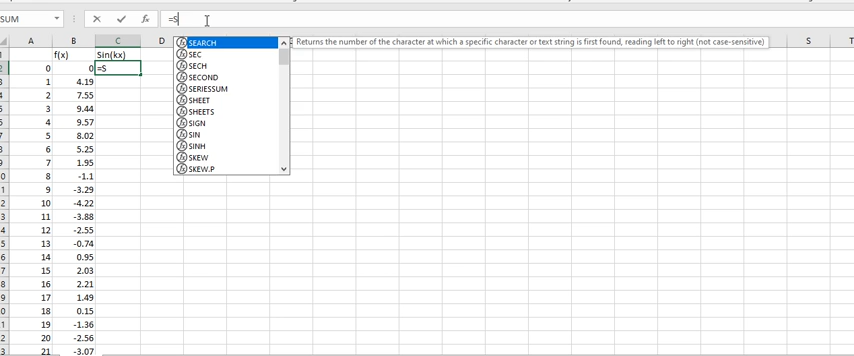 SUM =S
A B C D S T
f(x) Sin(kx)
0 0 =S
1 4.19
2 7.55
3 9.44
4 9.57
5 8.02
6 5.25
7 1.95
8 -1.1
9 -3.29
10 -4.22
11 -3.88
12 -2.55
13 -0.74
14 0.95
15 2.03
16 2.21
17 1.49
18 0.15
19 -1.36
20 -2.56
21 -3.07
SEARCH
SEC
SECH
SECOND
SERIESSUM
SHEET
SHEETS
SIGN
SIN
SINH
SKEW
SKEW.P
Returns the number of the character at which a specific character or text string is first found, reading left to right (not case-sensitive)